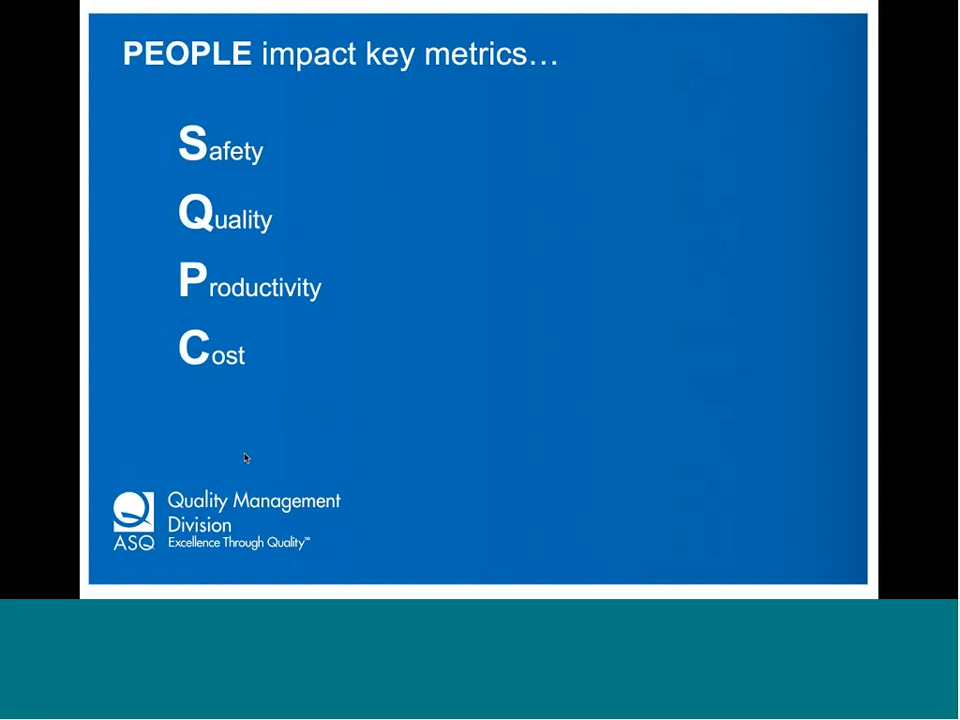 PEOPLE impact key metrics…
Safety
Quality
Productivity
Cost
Quality Management
Division
ASQ Excellence Through Quality™